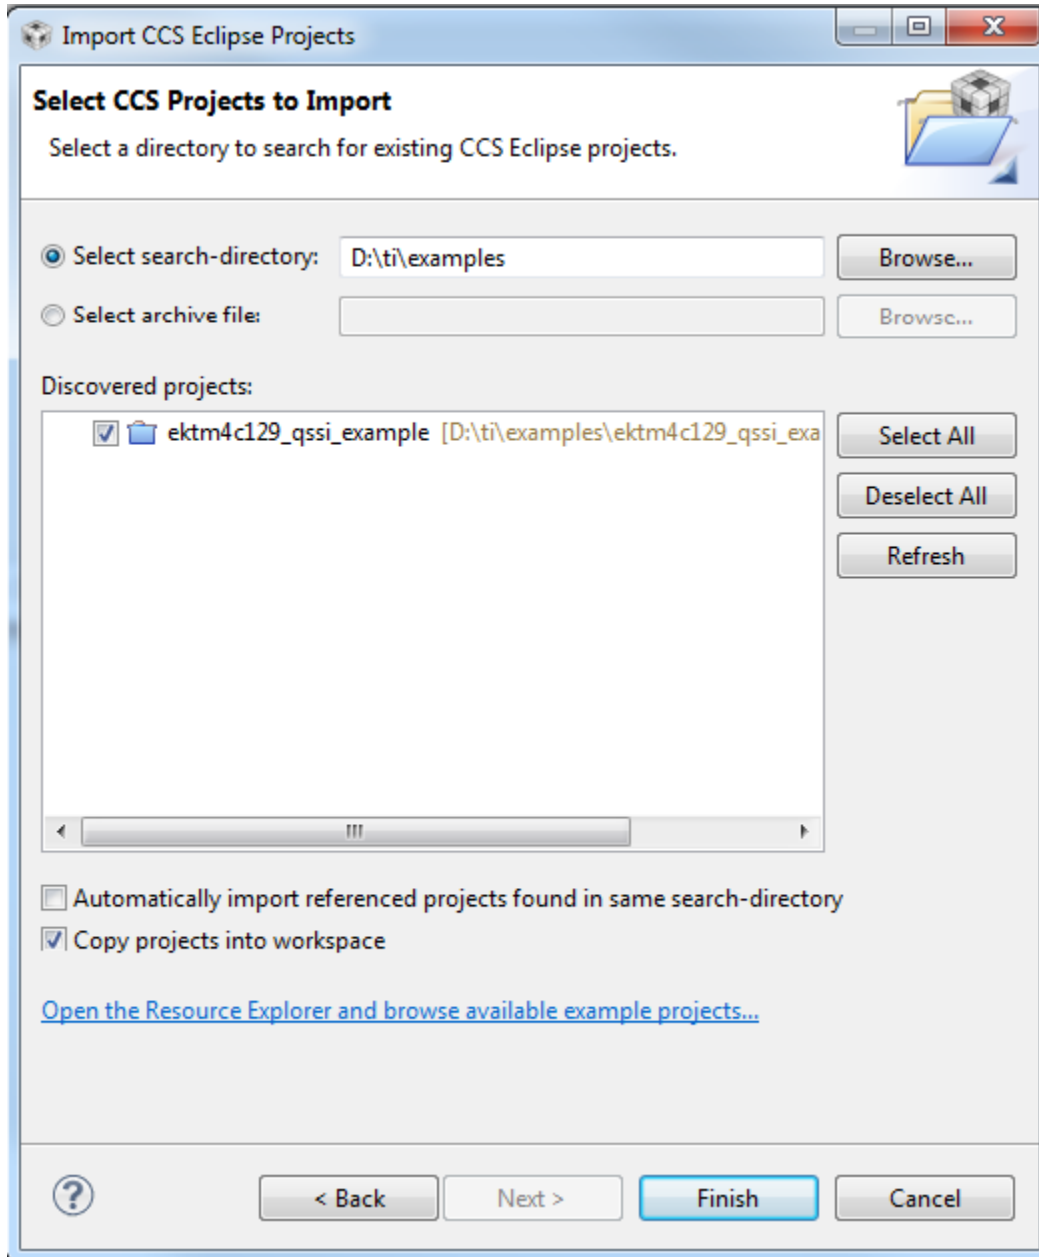 Import CCS Eclipse Projects
Select CCS Projects to Import
Select a directory to search for existing CCS Eclipse projects.
Select search-directory: D:\ti\examples Browse...
Select archive file: Browse...
Discovered projects:
ektm4c129_qssi_example [D:\ti\examples\ektm4c129_qssi_exa
Select All
Deselect All
Refresh
Automatically import referenced projects found in same search-directory
Copy projects into workspace
Open the Resource Explorer and browse available example projects...
? < Back Next > Finish Cancel